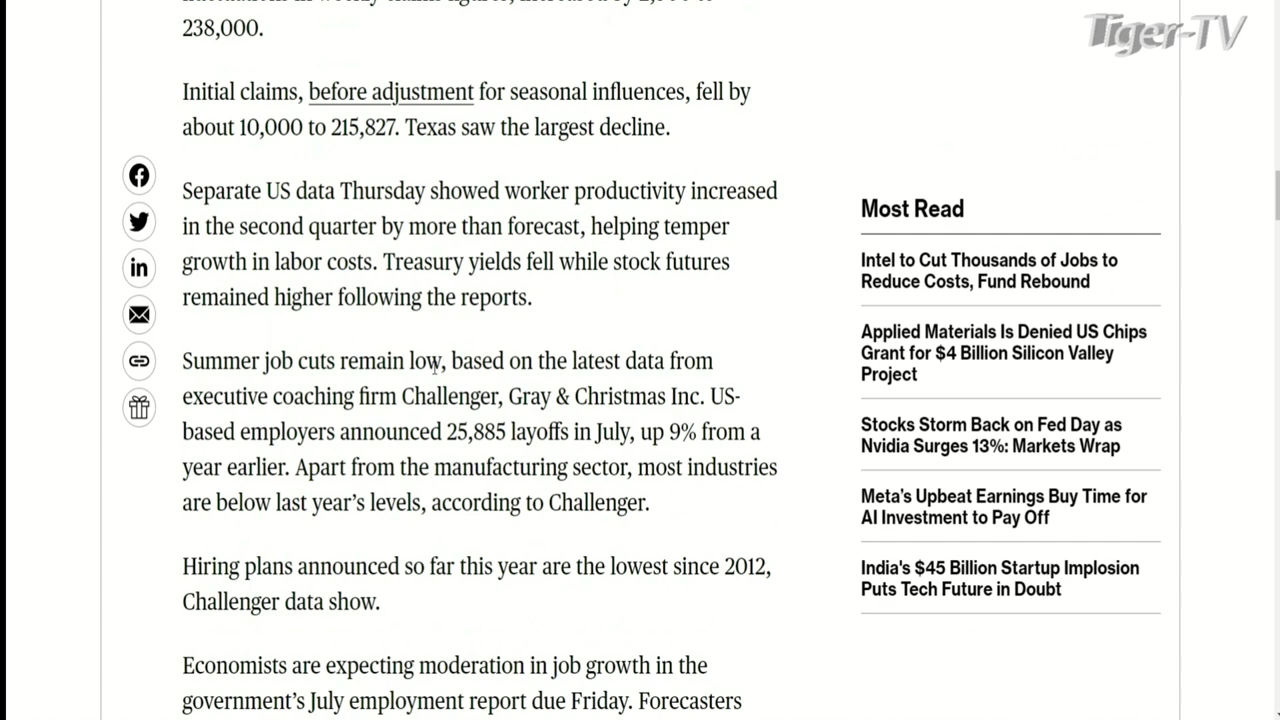 238,000.
Initial claims, before adjustment for seasonal influences, fell by
about 10,000 to 215,827. Texas saw the largest decline.
Separate US data Thursday showed worker productivity increased
in the second quarter by more than forecast, helping temper
growth in labor costs. Treasury yields fell while stock futures
remained higher following the reports.
Summer job cuts remain low, based on the latest data from
executive coaching firm Challenger, Gray & Christmas Inc. US-
based employers announced 25,885 layoffs in July, up 9% from a
year earlier. Apart from the manufacturing sector, most industries
are below last year's levels, according to Challenger.
Hiring plans announced so far this year are the lowest since 2012,
Challenger data show.
Economists are expecting moderation in job growth in the
government's July employment report due Friday. Forecasters
Tiger-TV
in
Most Read
Intel to Cut Thousands of Jobs to
Reduce Costs, Fund Rebound
Applied Materials Is Denied US Chips
Grant for $4 Billion Silicon Valley
Project
Stocks Storm Back on Fed Day as
Nvidia Surges 13%: Markets Wrap
Meta's Upbeat Earnings Buy Time for
AI Investment to Pay Off
India's $45 Billion Startup Implosion
Puts Tech Future in Doubt